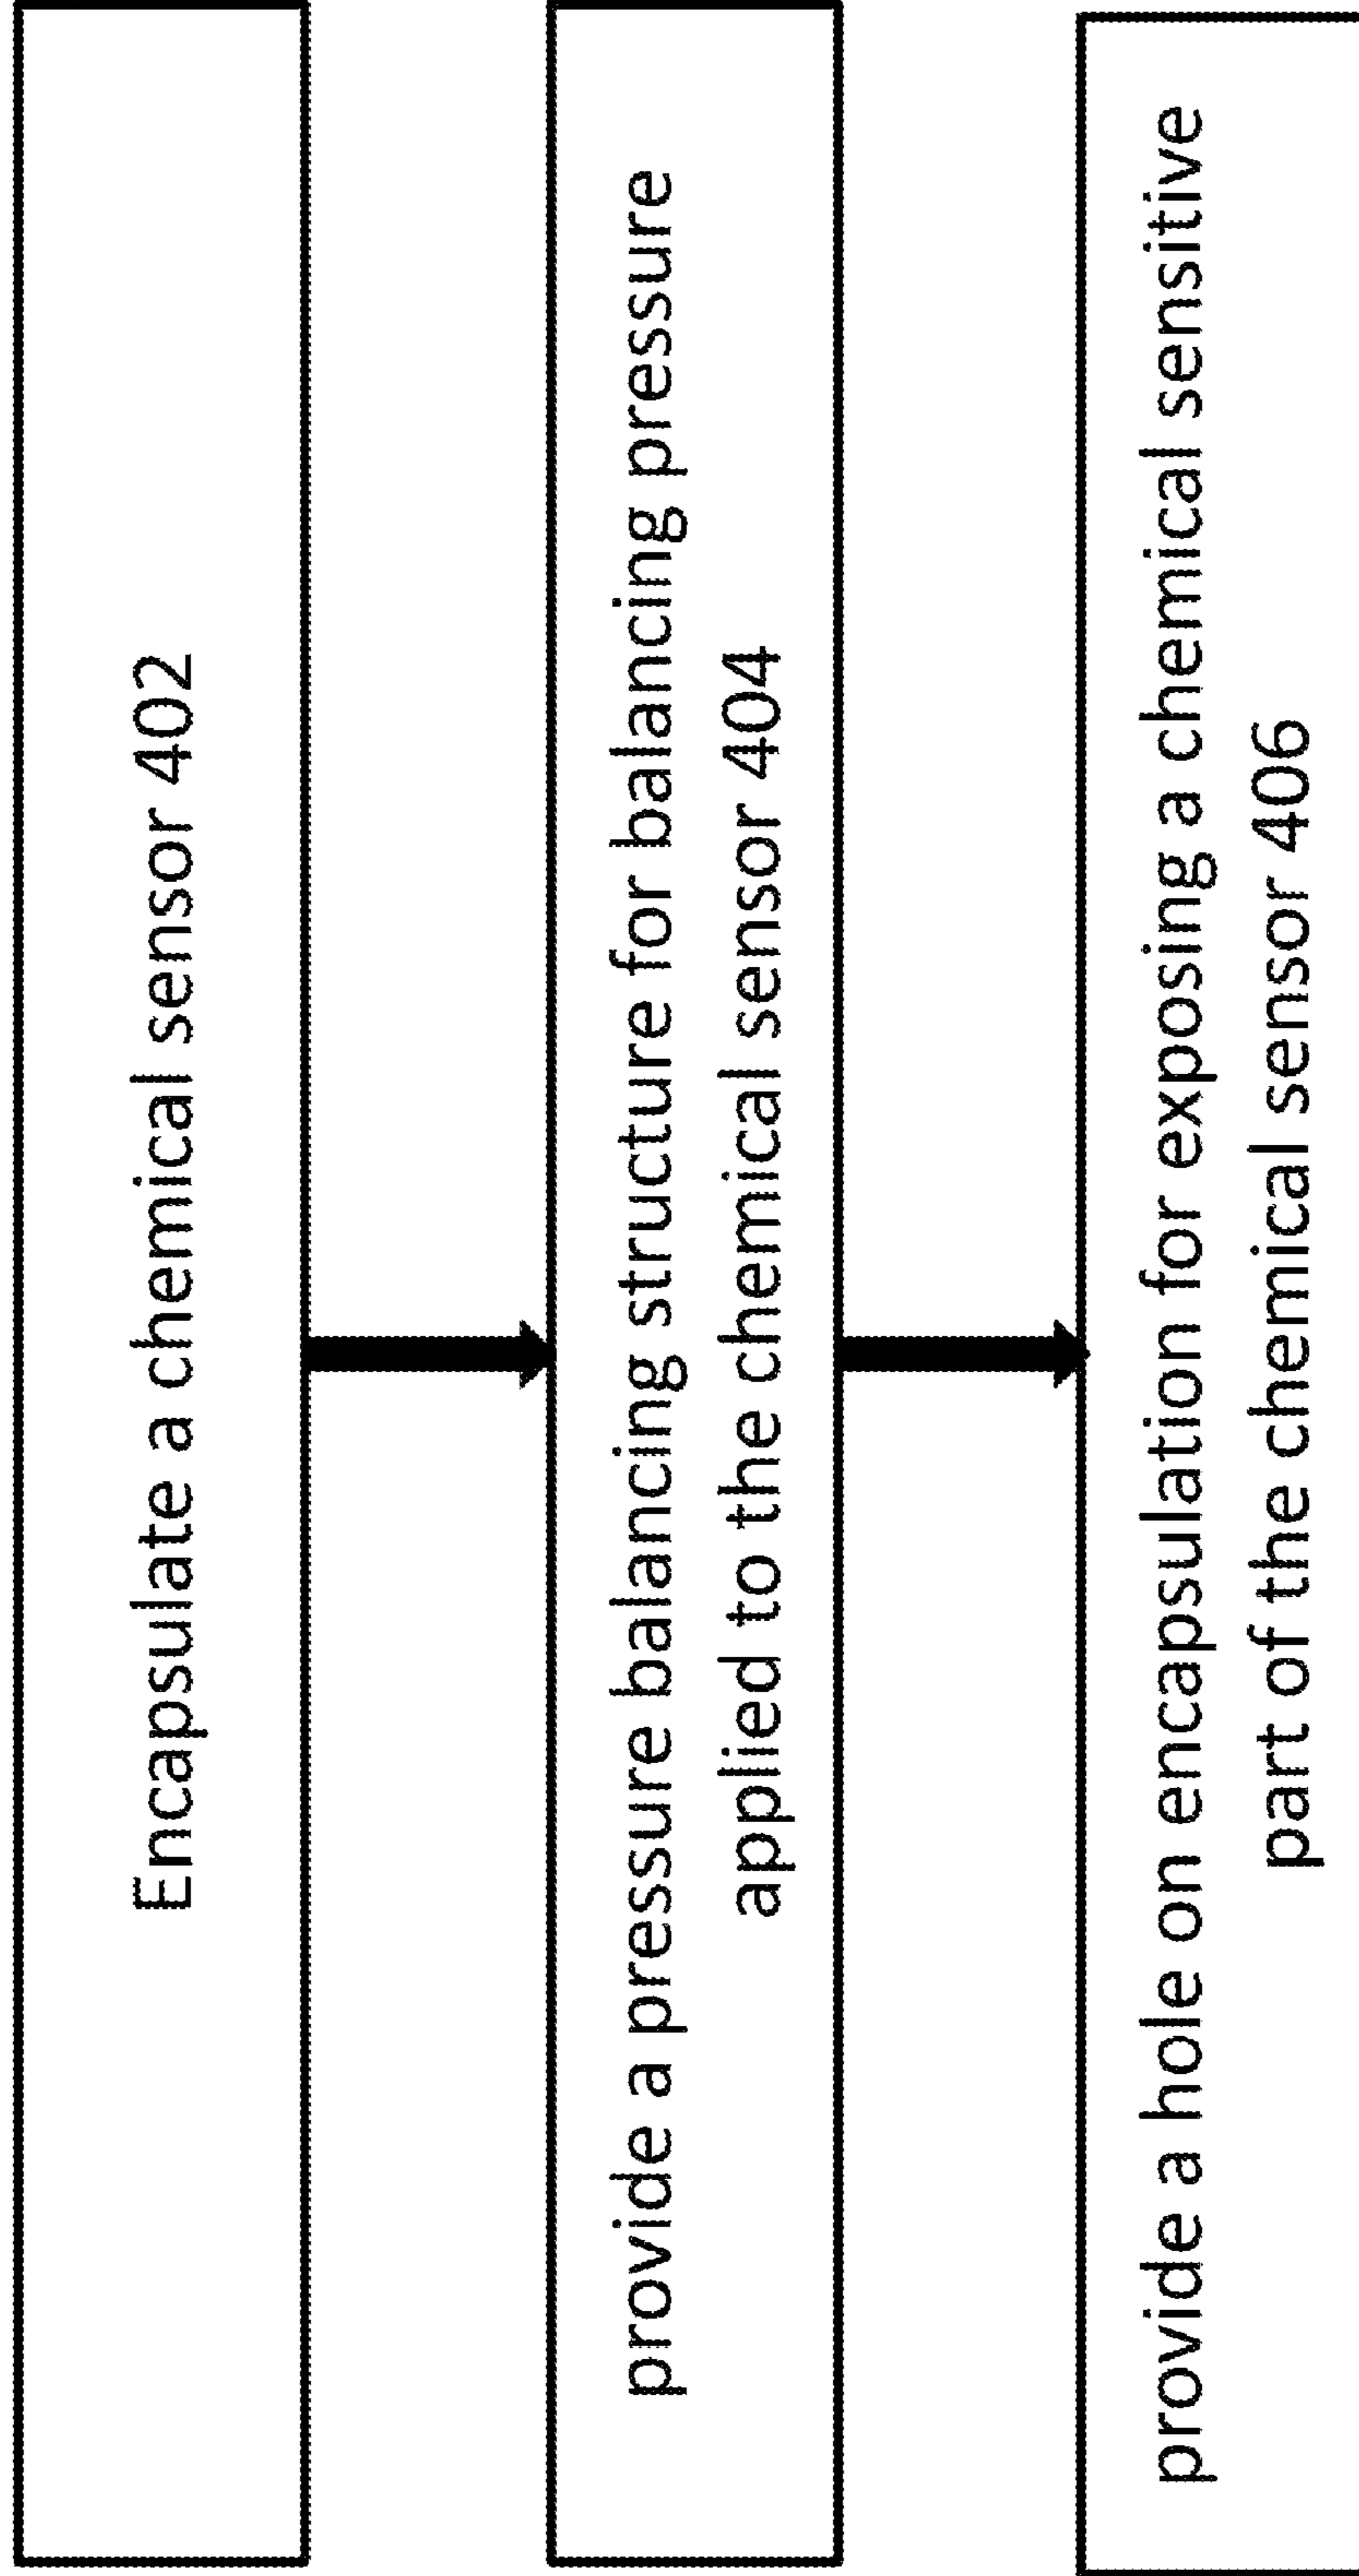 Encapsulate a chemical sensor 402
provide a pressure balancing structure for balancing pressure
applied to the chemical sensor 404
provide a hole on encapsulation for exposing a chemical sensitive
part of the chemical sensor 406